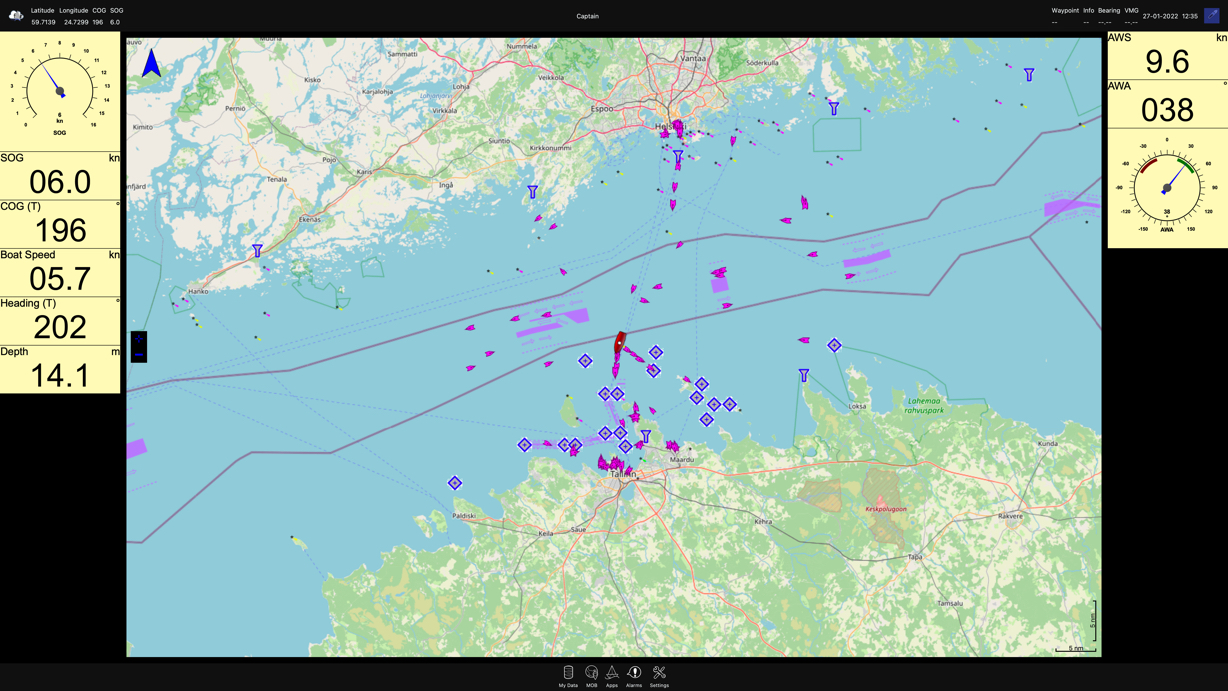 Latitude Longitude COG SOG
59.7139 24.7299 196 6.0
Captain
Waypoint Info Bearing VMG
-- -- --.-- --.--
27-01-2022 12:35
0 1 2 3 4 5 6 7 8 9 10 11 12 13 14 15 16
6
kn
SOG
SOG kn
06.0
COG (T) °
196
Boat Speed kn
05.7
Heading (T) °
202
Depth m
14.1
AWS kn
9.6
AWA °
038
0 30 60 90 120 150 -150 -120 -90 -60 -30
38
AWA
Nummela
Vantaa
Sammatti
Söderkulla
Kisko
Veikkola
Karjalohja
Lohja
Lohjanjärvi
Espoo
Perniö
Virkkala
Kimito
Helsinki
Siuntio
Kirkkonummi
Pojo
Karis
Tenala
Ingå
Ekenäs
Hanko
Loksa
Lahemaa
rahvuspark
Kunda
Maardu
Tallinn
Paldiski
Keila
Saue
Kehra
Keskpolügoon
Rakvere
Tapa
Tamsalu
5 nm
5 nm
My Data MOB Apps Alarms Settings